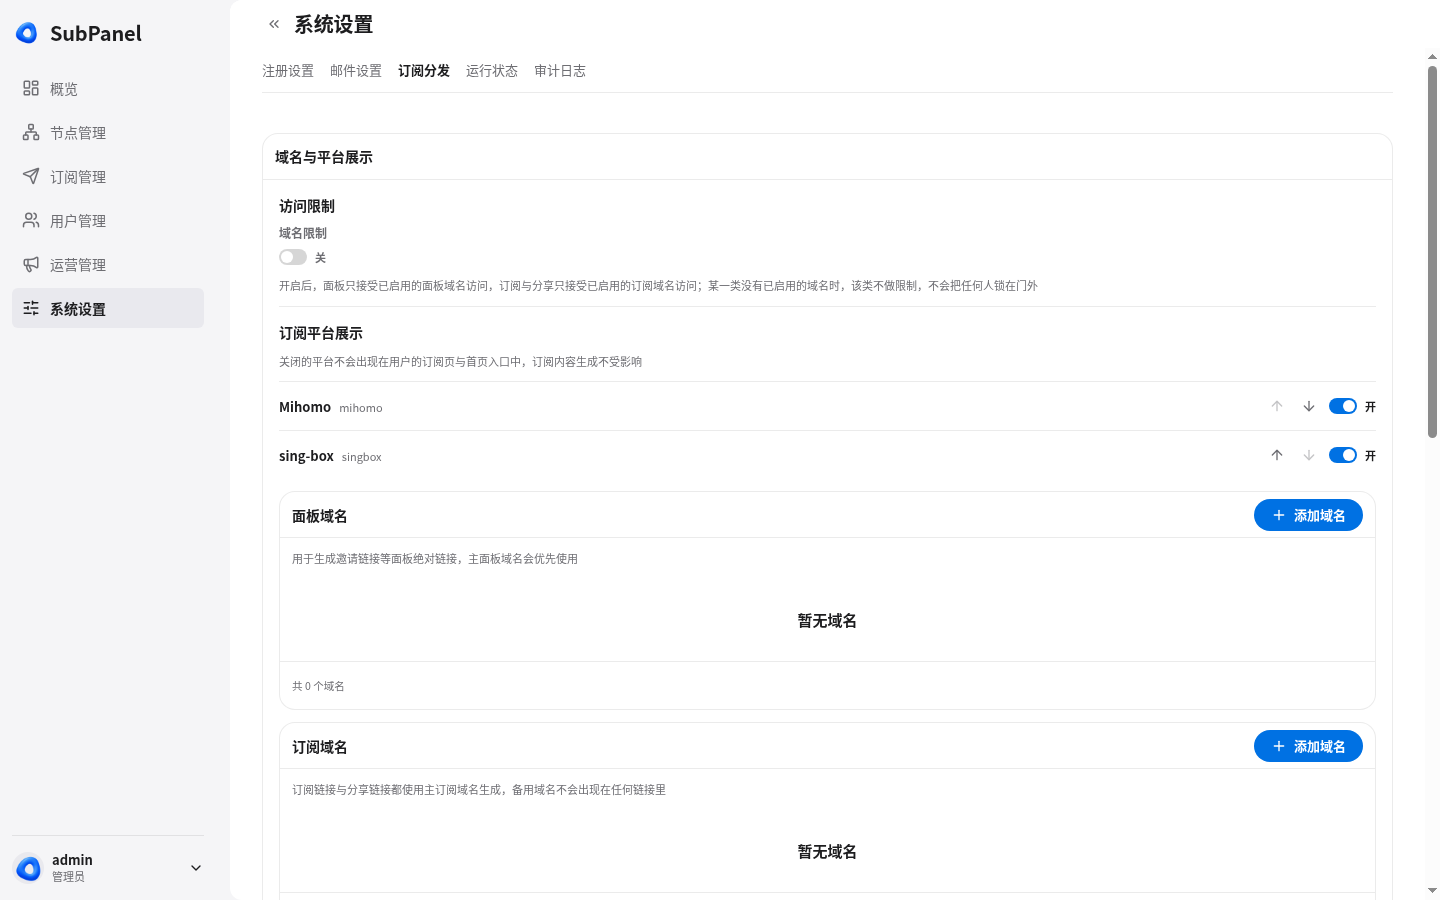 SubPanel
概览
节点管理
订阅管理
用户管理
运营管理
系统设置
admin
管理员
系统设置
注册设置 邮件设置 订阅分发 运行状态 审计日志
域名与平台展示
访问限制
域名限制
关
开启后，面板只接受已启用的面板域名访问，订阅与分享只接受已启用的订阅域名访问；某一类没有已启用的域名时，该类不做限制，不会把任何人锁在门外
订阅平台展示
关闭的平台不会出现在用户的订阅页与首页入口中，订阅内容生成不受影响
Mihomo mihomo 开
sing-box singbox 开
面板域名 添加域名
用于生成邀请链接等面板绝对链接，主面板域名会优先使用
暂无域名
共 0 个域名
订阅域名 添加域名
订阅链接与分享链接都使用主订阅域名生成，备用域名不会出现在任何链接里
暂无域名